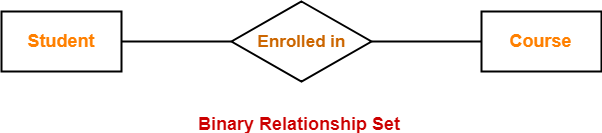 Student
Enrolled in
Course
Binary Relationship Set